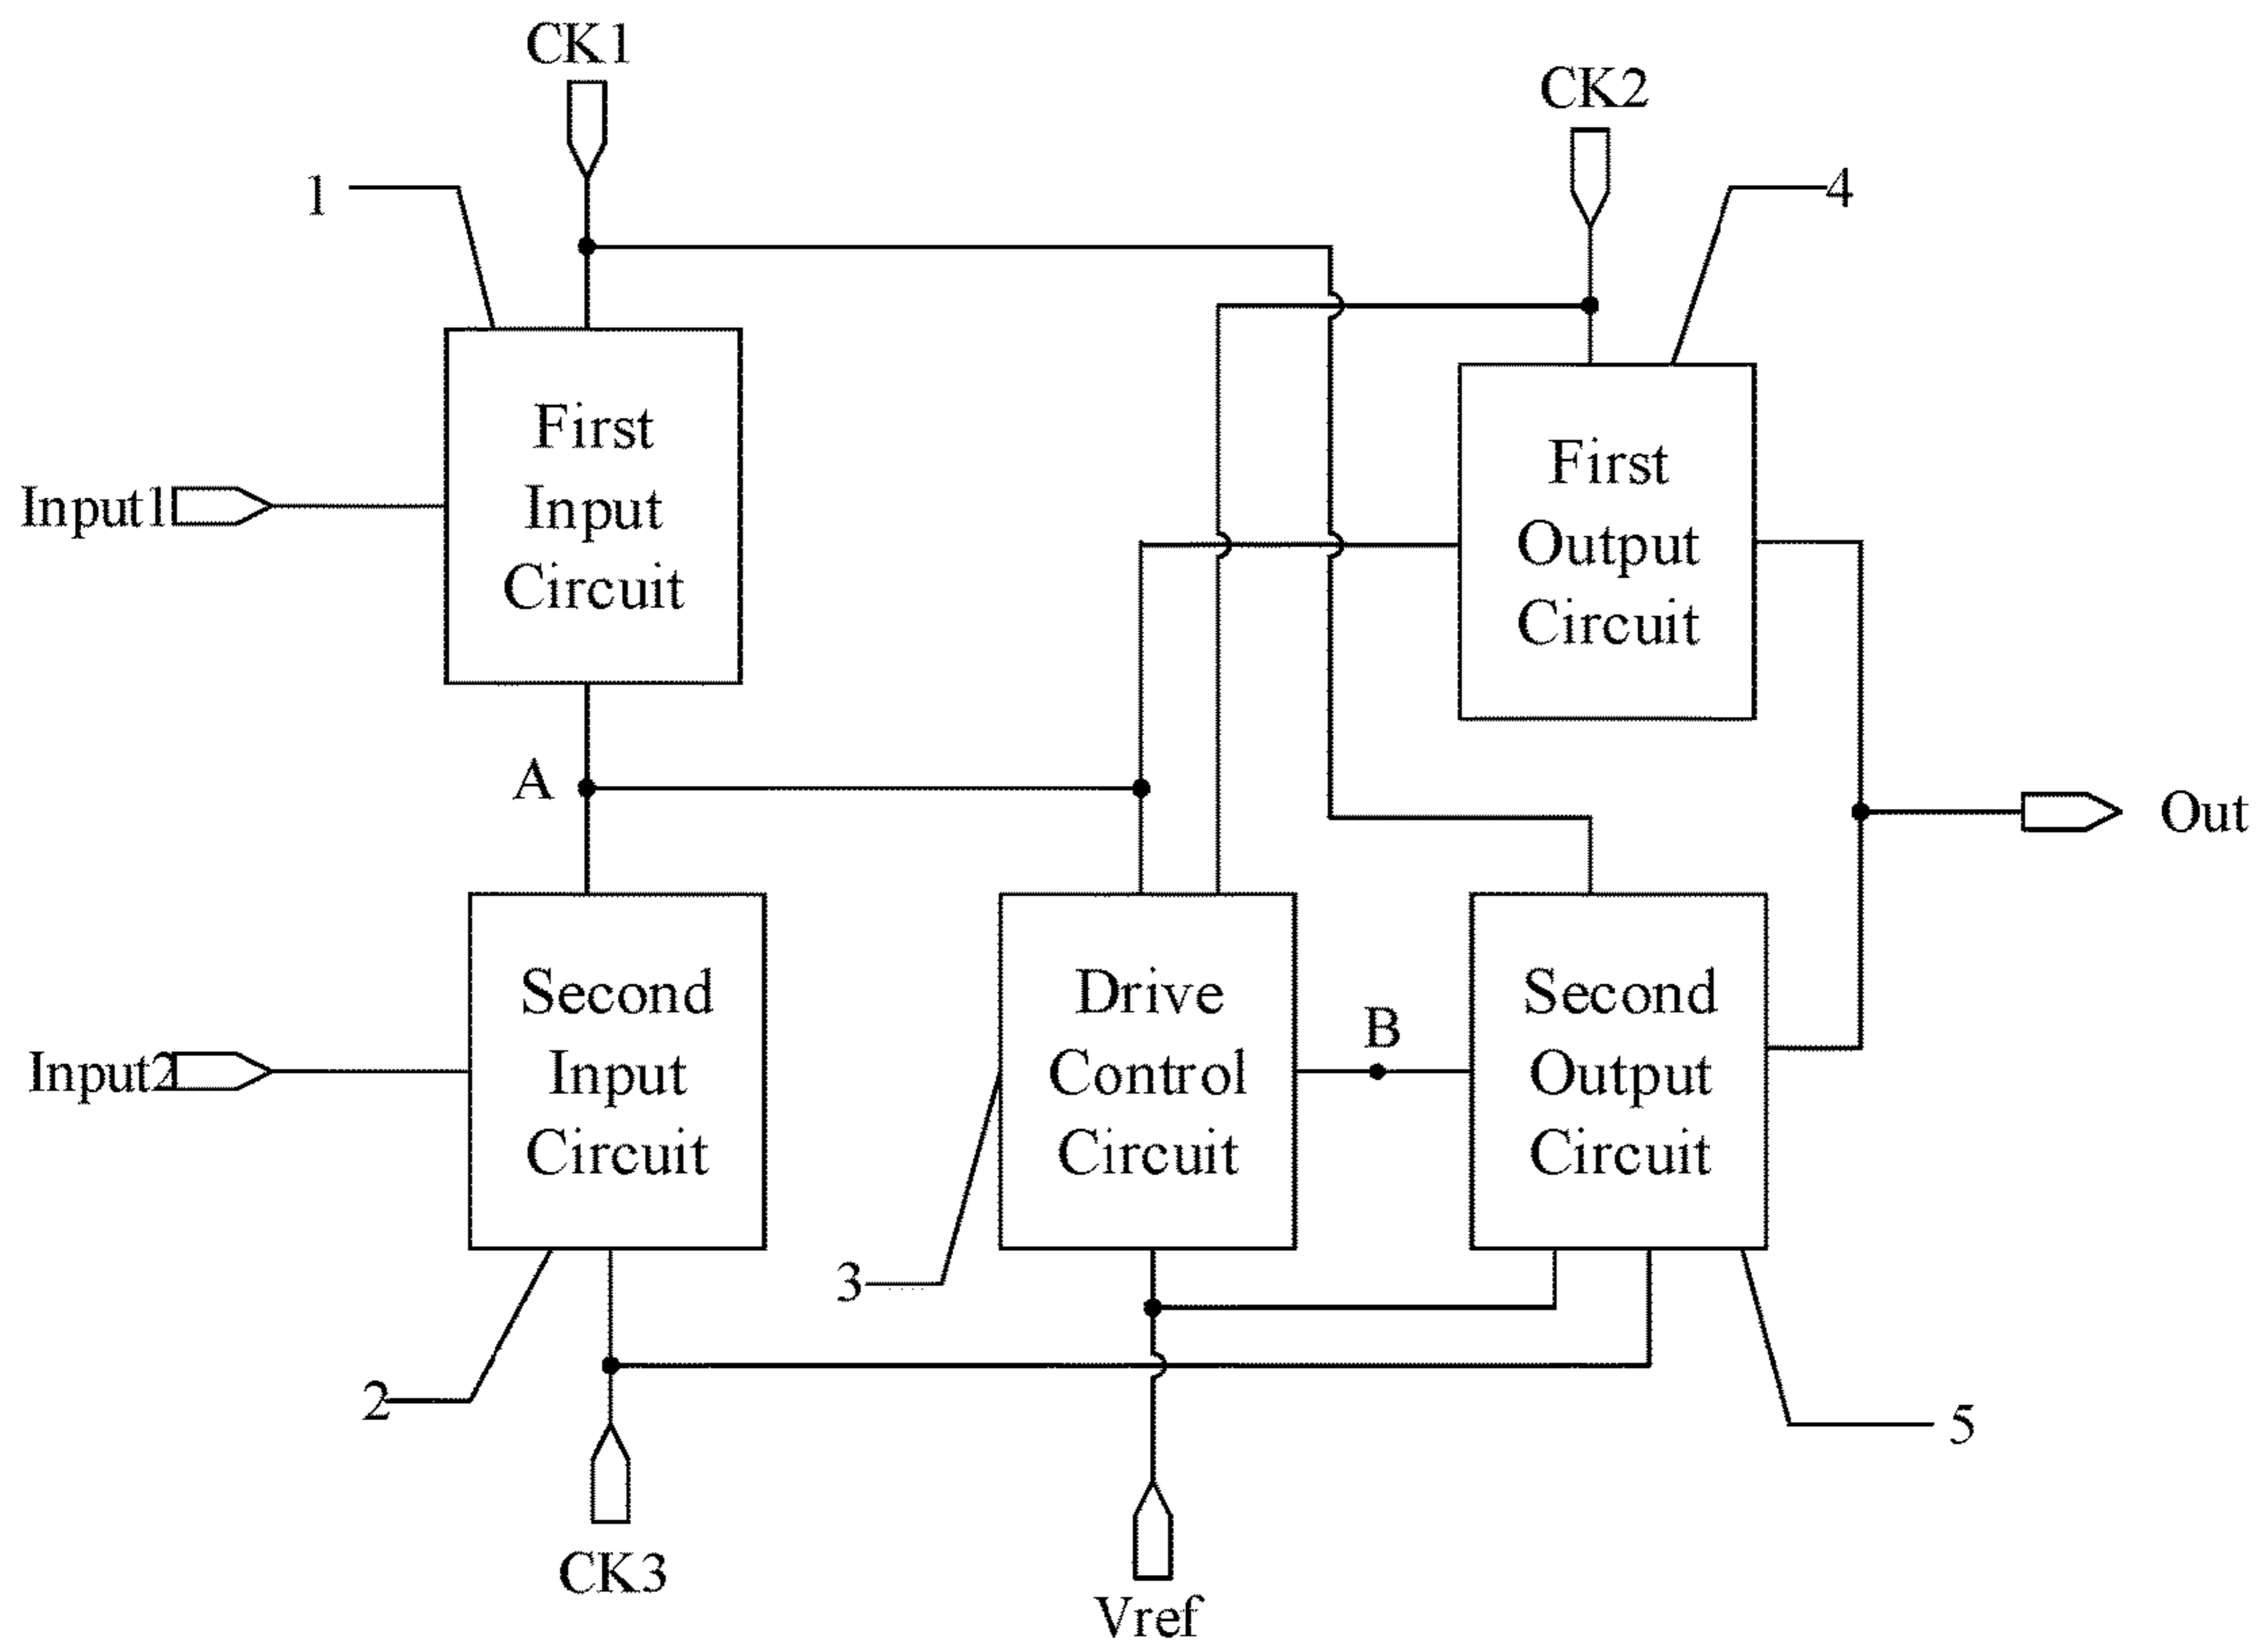 CK1
CK2
1
4
First
Input
Circuit
Input1
First
Output
Circuit
A
Out
Second
Input
Circuit
Input2
Drive
Control
Circuit
B
Second
Output
Circuit
3
2
5
CK3
Vref